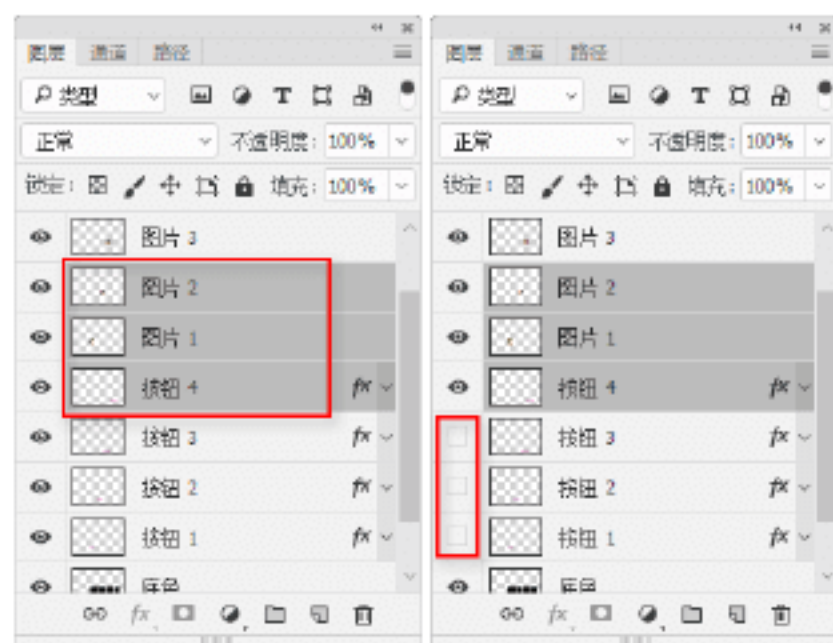 图层 通道 路径
类型
正常 不透明度: 100%
锁定: 填充: 100%
图片 3
图片 2
图片 1
按钮 4 fx
按钮 3 fx
按钮 2 fx
按钮 1 fx
底色
fx
图层 通道 路径
类型
正常 不透明度: 100%
锁定: 填充: 100%
图片 3
图片 2
图片 1
按钮 4 fx
按钮 3 fx
按钮 2 fx
按钮 1 fx
底色
fx